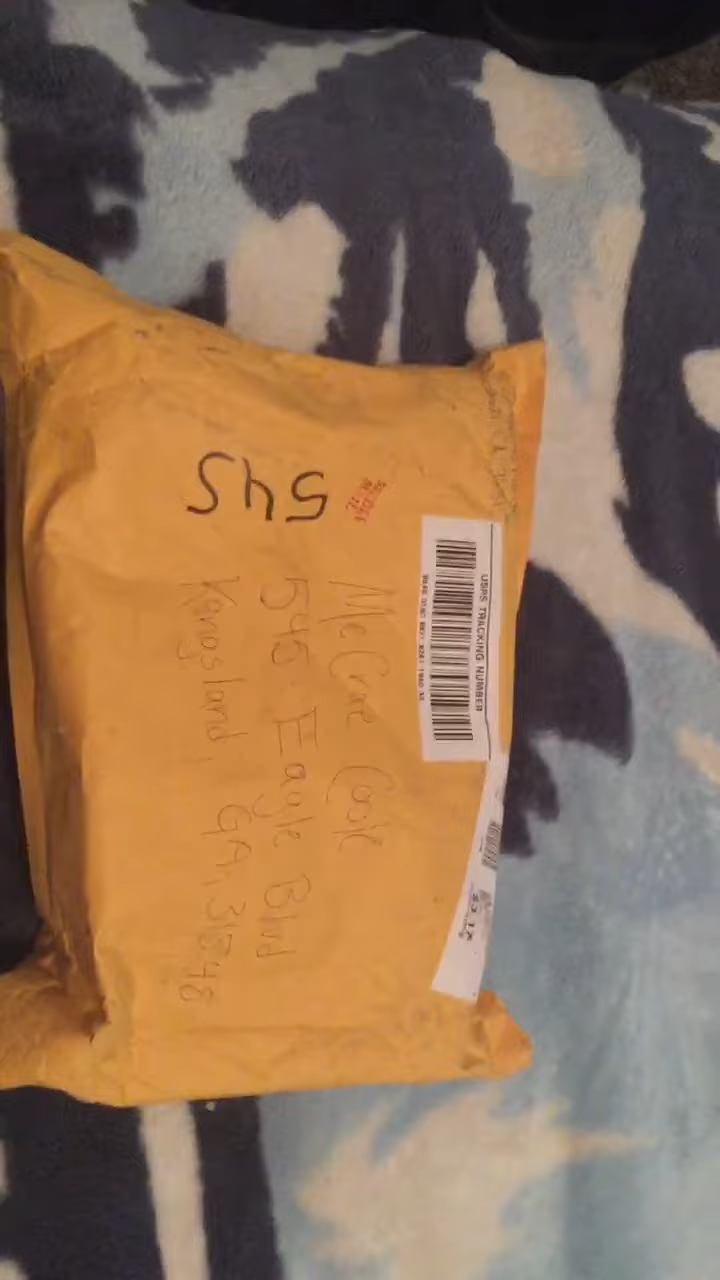 USPS TRACKING NUMBER
545
McCrae Cook
545 Eagle Blvd
Kingsland, GA, 31548